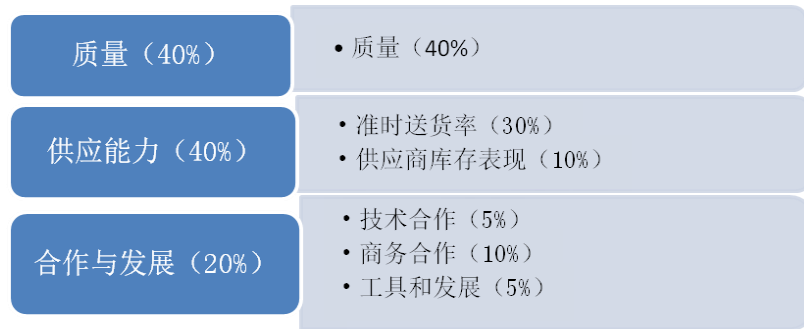 质量（40%）
• 质量（40%）
供应能力（40%）
• 准时送货率（30%）
• 供应商库存表现（10%）
合作与发展（20%）
• 技术合作（5%）
• 商务合作（10%）
• 工具和发展（5%）